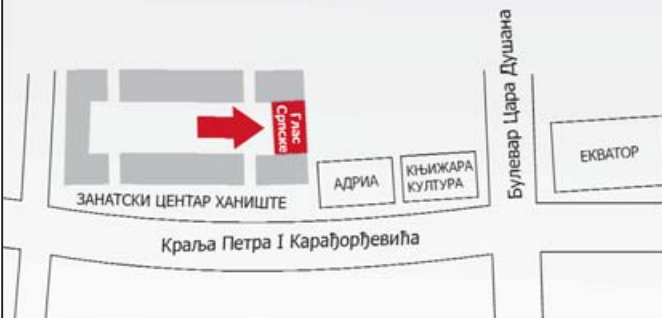 Булевар Цара Душана
Глас
Српске
ЕКВАТОР
АДРИА
КЊИЖАРА
КУЛТУРА
ЗАНАТСКИ ЦЕНТАР ХАНИШТЕ
Краља Петра I Карађорђевића